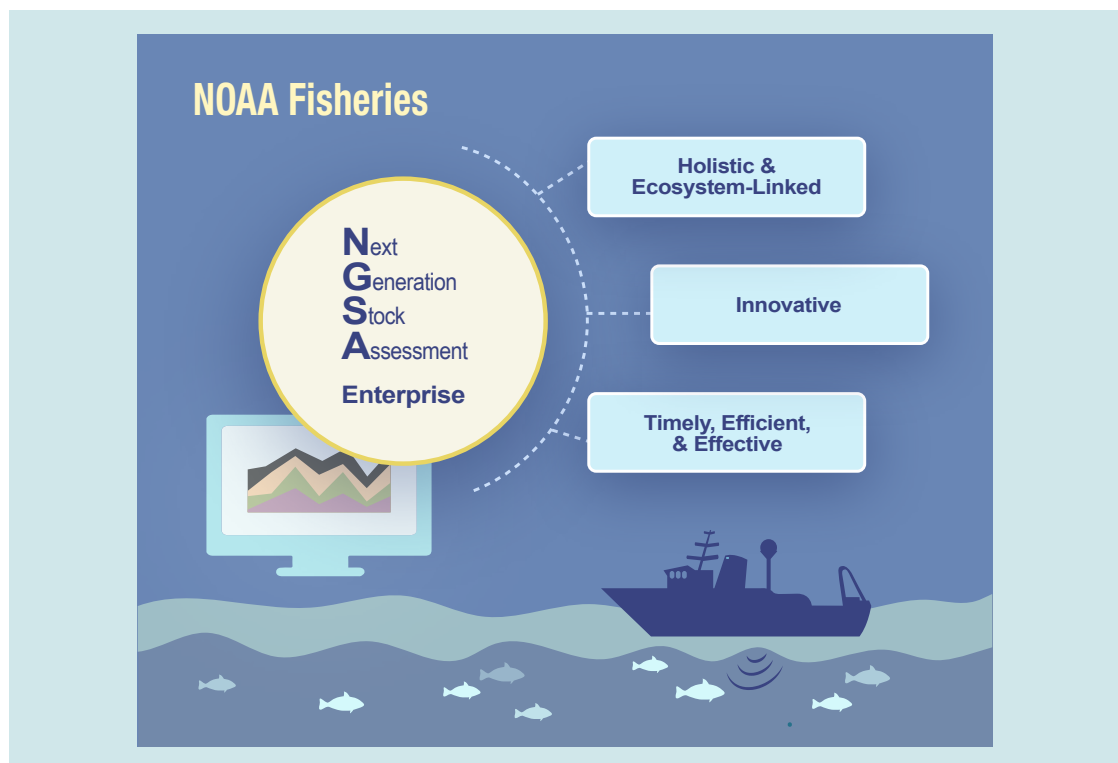 NOAA Fisheries
Next
Generation
Stock
Assessment
Enterprise
Holistic &
Ecosystem-Linked
Innovative
Timely, Efficient,
& Effective